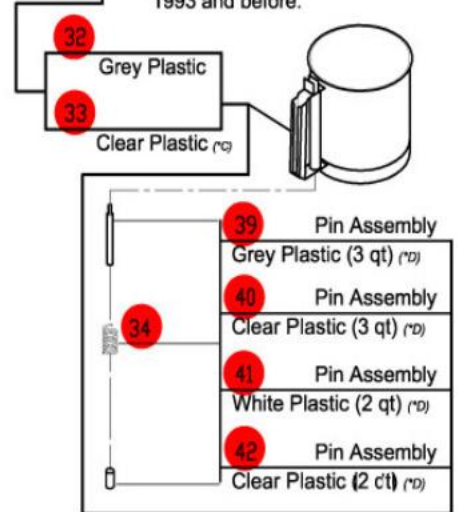 1993 and before.
32
Grey Plastic
33
Clear Plastic (*C)
39 Pin Assembly
Grey Plastic (3 qt) (*D)
40 Pin Assembly
Clear Plastic (3 qt) (*D)
34
41 Pin Assembly
White Plastic (2 qt) (*D)
42 Pin Assembly
Clear Plastic (2 c't) (*D)